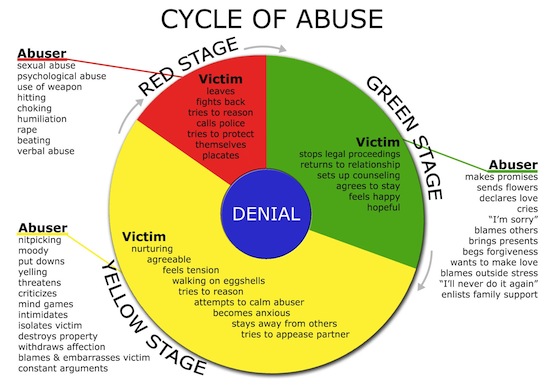 CYCLE OF ABUSE
RED STAGE
Abuser
sexual abuse
psychological abuse
use of weapon
hitting
choking
humiliation
rape
beating
verbal abuse
Victim
leaves
fights back
tries to reason
calls police
tries to protect
themselves
placates
GREEN STAGE
Victim
stops legal proceedings
returns to relationship
sets up counseling
agrees to stay
feels happy
hopeful
Abuser
makes promises
sends flowers
declares love
cries
“I’m sorry”
blames others
brings presents
begs forgiveness
wants to make love
blames outside stress
“I’ll never do it again”
enlists family support
DENIAL
YELLOW STAGE
Abuser
nitpicking
moody
put downs
yelling
threatens
criticizes
mind games
intimidates
isolates victim
destroys property
withdraws affection
blames & embarrasses victim
constant arguments
Victim
nurturing
agreeable
feels tension
walking on eggshells
tries to reason
attempts to calm abuser
becomes anxious
stays away from others
tries to appease partner